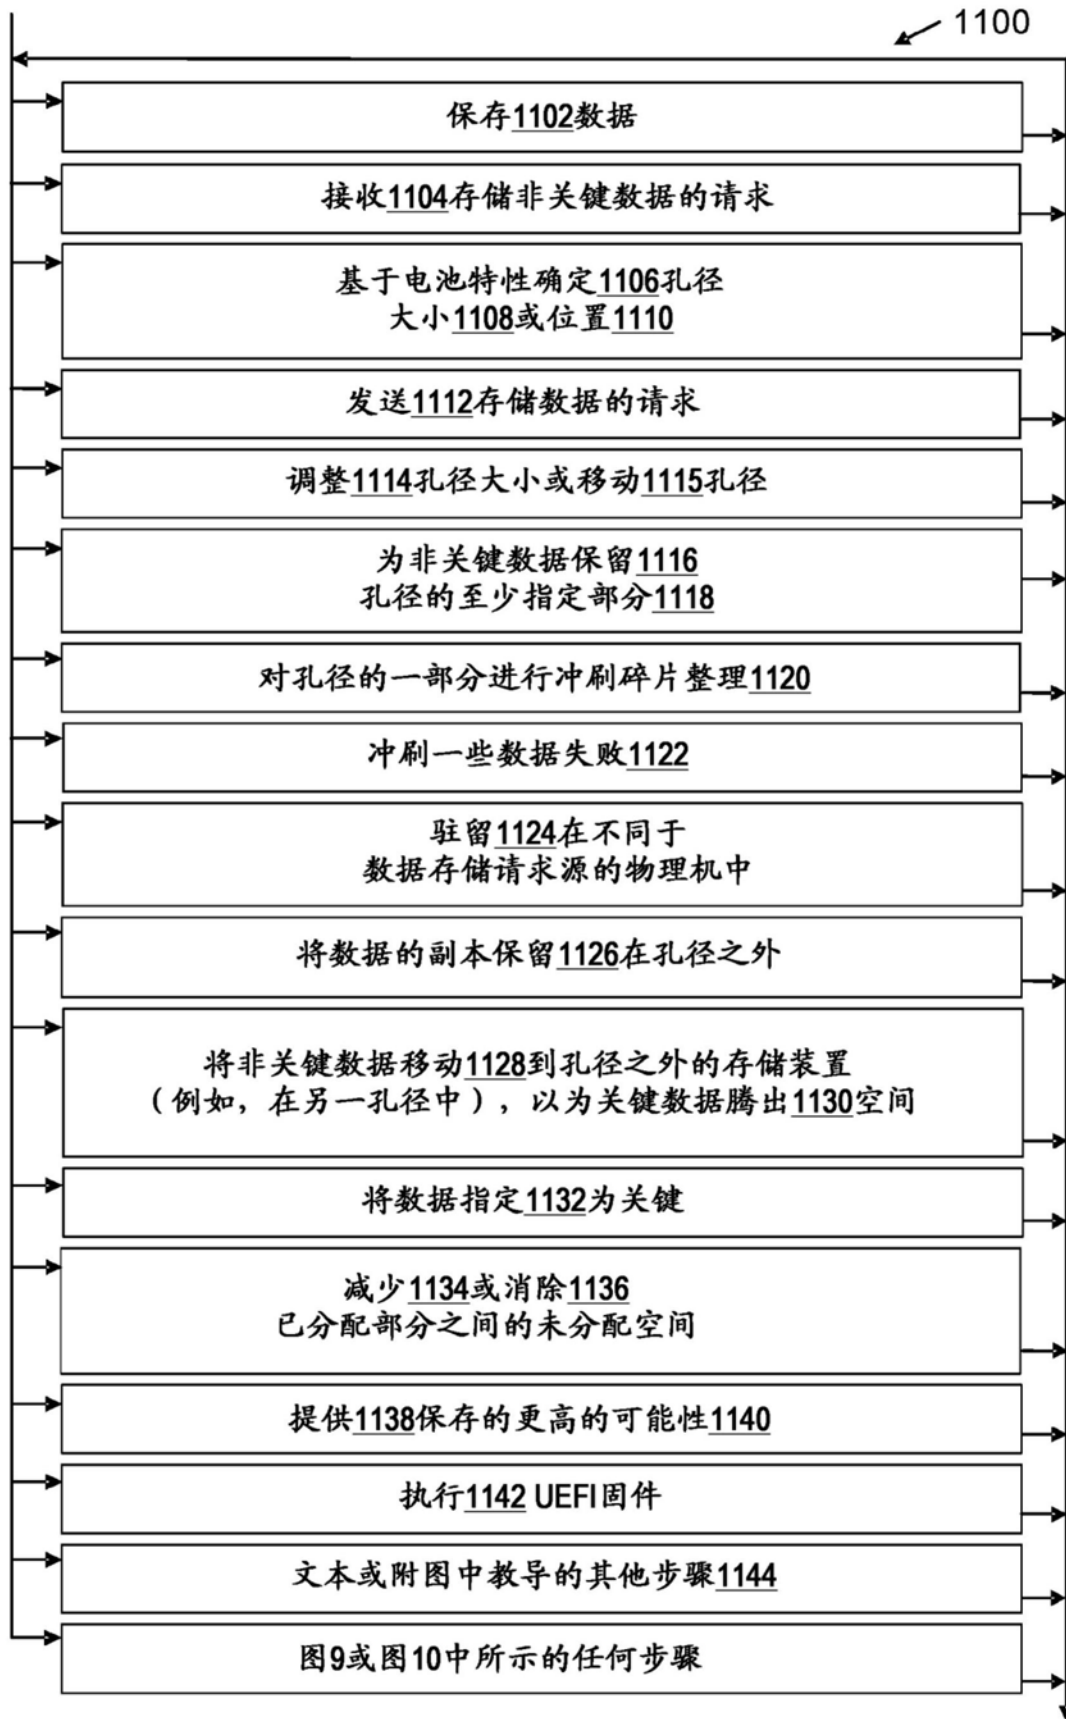 1100
保存1102数据
接收1104存储非关键数据的请求
基于电池特性确定1106孔径
大小1108或位置1110
发送1112存储数据的请求
调整1114孔径大小或移动1115孔径
为非关键数据保留1116
孔径的至少指定部分1118
对孔径的一部分进行冲刷碎片整理1120
冲刷一些数据失败1122
驻留1124在不同于
数据存储请求源的物理机中
将数据的副本保留1126在孔径之外
将非关键数据移动1128到孔径之外的存储装置
（例如，在另一孔径中），以为关键数据腾出1130空间
将数据指定1132为关键
减少1134或消除1136
已分配部分之间的未分配空间
提供1138保存的更高的可能性1140
执行1142 UEFI固件
文本或附图中教导的其他步骤1144
图9或图10中所示的任何步骤